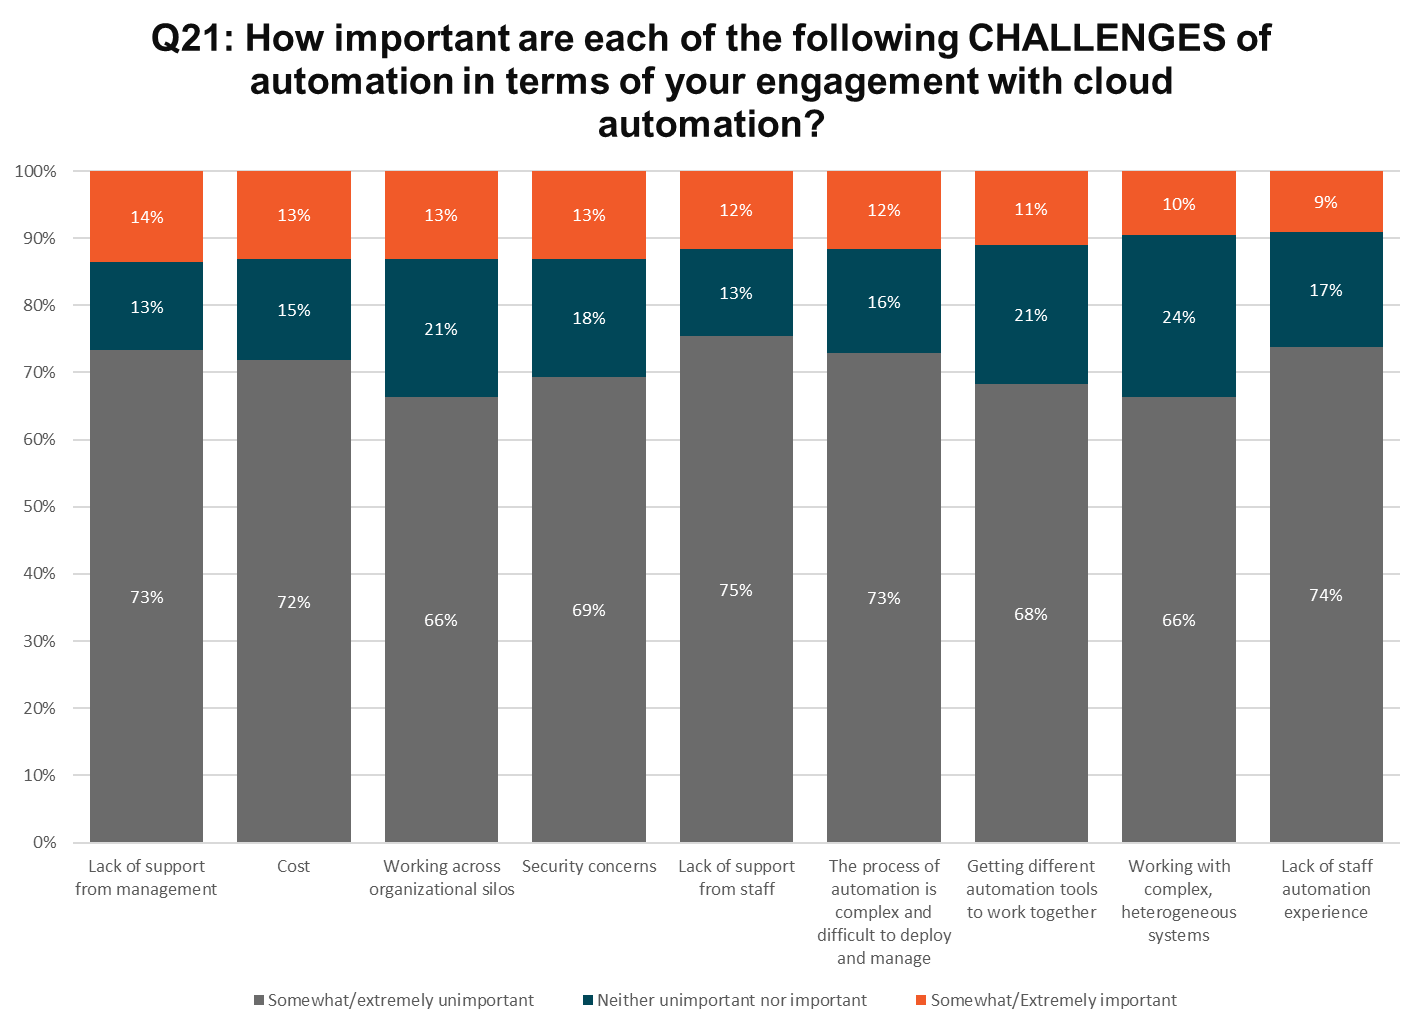 Q21: How important are each of the following CHALLENGES of
automation in terms of your engagement with cloud
automation?
100%
90%
80%
70%
60%
50%
40%
30%
20%
10%
0%
14%
13%
13%
13%
12%
12%
11%
10%
9%
13%
15%
21%
18%
13%
16%
21%
24%
17%
73%
72%
66%
69%
75%
73%
68%
66%
74%
Lack of support
from management
Cost
Working across
organizational silos
Security concerns
Lack of support
from staff
The process of
automation is
complex and
difficult to deploy
and manage
Getting different
automation tools
to work together
Working with
complex,
heterogeneous
systems
Lack of staff
automation
experience
Somewhat/extremely unimportant
Neither unimportant nor important
Somewhat/Extremely important